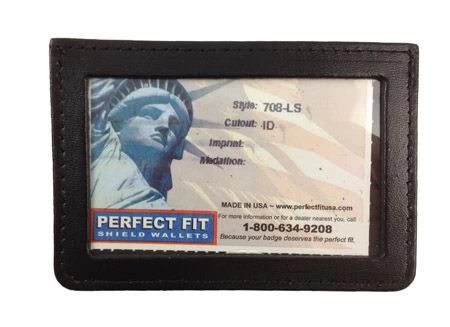 Style: 708-LS
Cutout: ID
Imprint:
Medallion:
MADE IN USA ~ www.perfectfitusa.com
For more information or for a dealer nearest you, call
1-800-634-9208
Because your badge deserves the perfect fit.
PERFECT FIT
SHIELD WALLETS